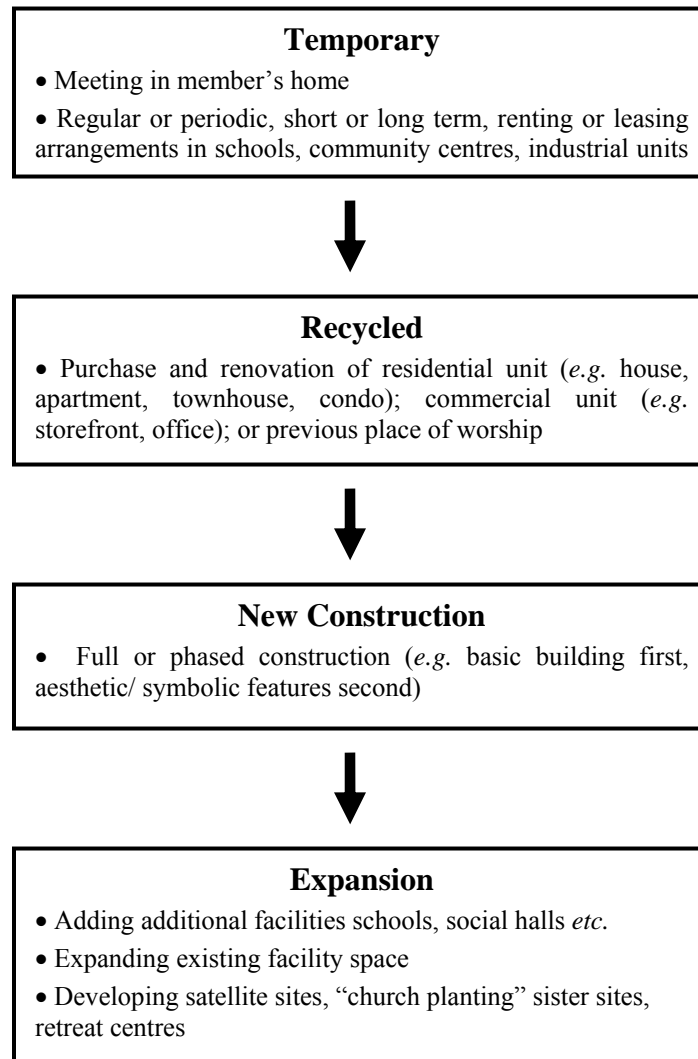 Temporary
• Meeting in member’s home
• Regular or periodic, short or long term, renting or leasing
arrangements in schools, community centres, industrial units
Recycled
• Purchase and renovation of residential unit (e.g. house,
apartment, townhouse, condo); commercial unit (e.g.
storefront, office); or previous place of worship
New Construction
• Full or phased construction (e.g. basic building first,
aesthetic/ symbolic features second)
Expansion
• Adding additional facilities schools, social halls etc.
• Expanding existing facility space
• Developing satellite sites, “church planting” sister sites,
retreat centres